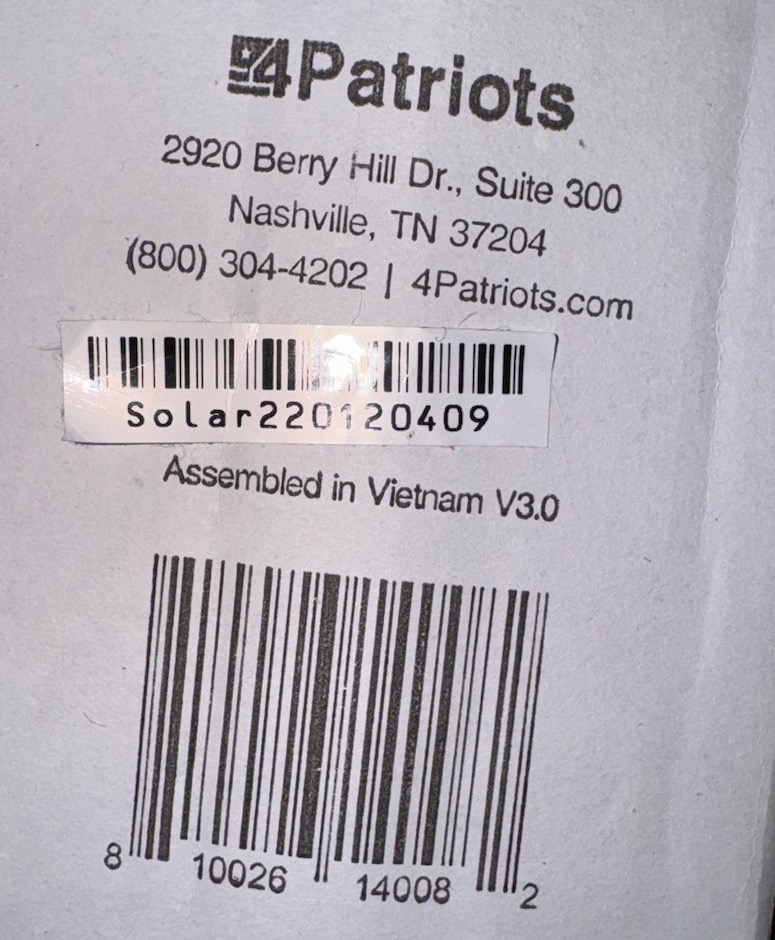 4Patriots
2920 Berry Hill Dr., Suite 300
Nashville, TN 37204
(800) 304-4202 | 4Patriots.com
Solar220120409
Assembled in Vietnam V3.0
8 10026 14008 2